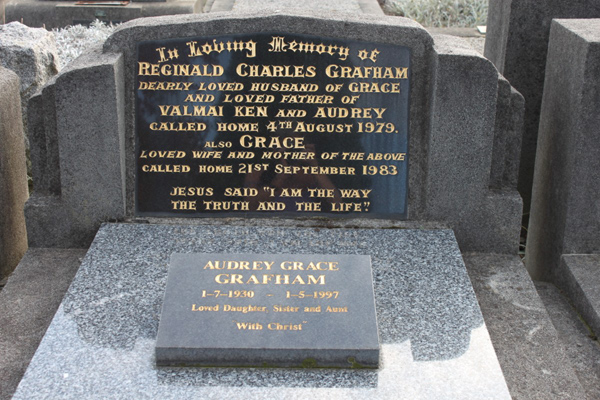 In Loving Memory of
REGINALD CHARLES GRAFHAM
DEARLY LOVED HUSBAND OF GRACE
AND LOVED FATHER OF
VALMAI KEN AND AUDREY
CALLED HOME 4TH AUGUST 1979.
ALSO GRACE
LOVED WIFE AND MOTHER OF THE ABOVE
CALLED HOME 21ST SEPTEMBER 1983
JESUS SAID "I AM THE WAY
THE TRUTH AND THE LIFE".
AUDREY GRACE
GRAFHAM
1-7-1930 - 1-5-1997
Loved Daughter, Sister and Aunt
With Christ